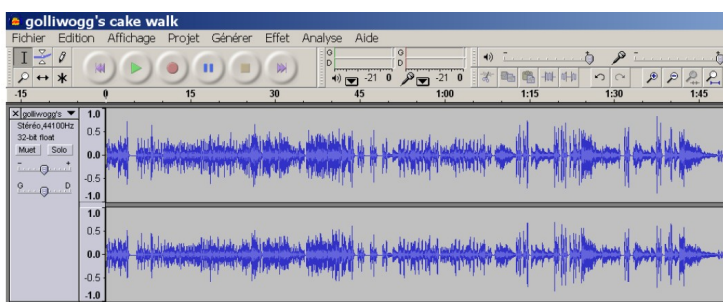 golliwogg's cake walk
Fichier Edition Affichage Projet Générer Effet Analyse Aide
G G
D D
-21 0 -21 0
-15 0 15 30 45 1:00 1:15 1:30 1:45
golliwogg's
Stéréo,44100Hz
32-bit float
Muet Solo
- +
G D
1.0
0.5
0.0
-0.5
-1.0
1.0
0.5
0.0
-0.5
-1.0